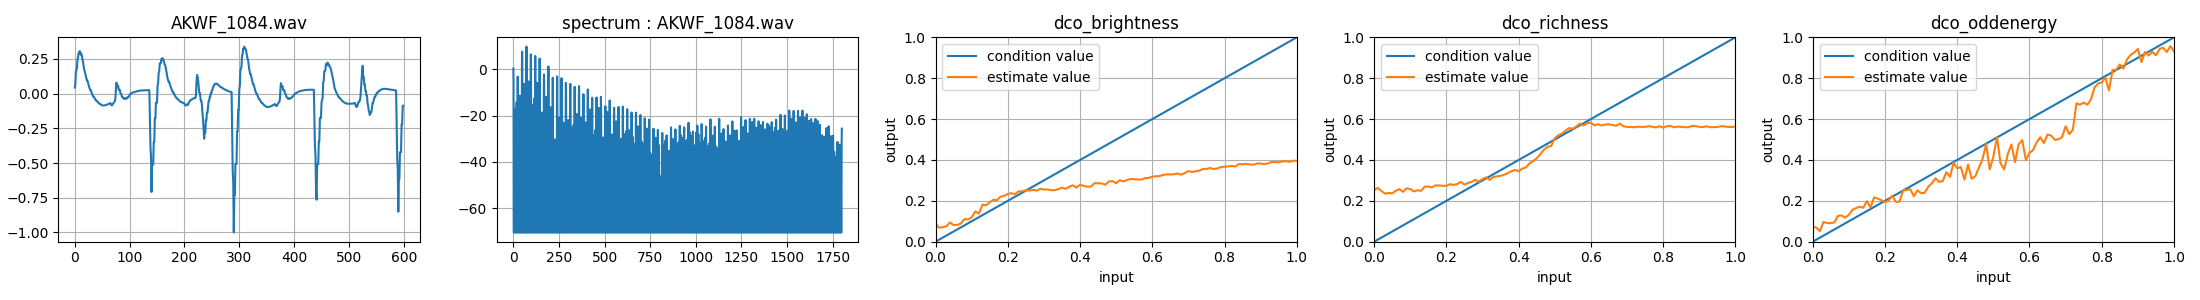 AKWF_1084.wav
0.25
0.00
−0.25
−0.50
−0.75
−1.00
0 100 200 300 400 500 600
spectrum : AKWF_1084.wav
0
−20
−40
−60
0 250 500 750 1000 1250 1500 1750
dco_brightness
condition value
estimate value
output
1.0
0.8
0.6
0.4
0.2
0.0
0.0 0.2 0.4 0.6 0.8 1.0
input
dco_richness
condition value
estimate value
output
1.0
0.8
0.6
0.4
0.2
0.0
0.0 0.2 0.4 0.6 0.8 1.0
input
dco_oddenergy
condition value
estimate value
output
1.0
0.8
0.6
0.4
0.2
0.0
0.0 0.2 0.4 0.6 0.8 1.0
input